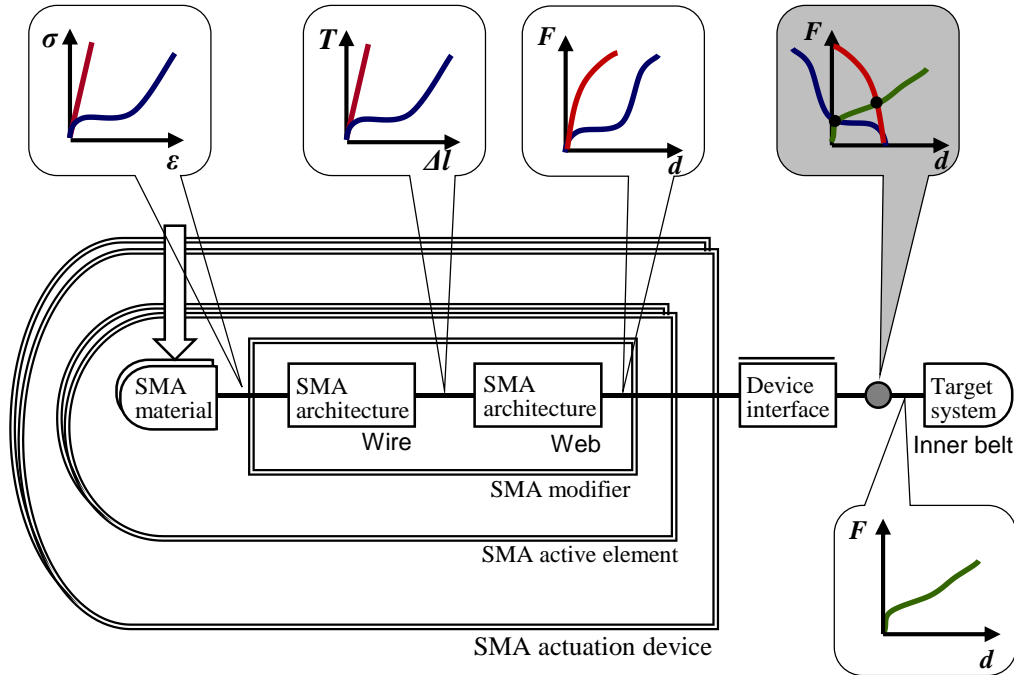 σ
ε
T
Δl
F
d
F
d
SMA
material
SMA
architecture
Wire
SMA
architecture
Web
Device
interface
Target
system
Inner belt
SMA modifier
SMA active element
SMA actuation device
F
d